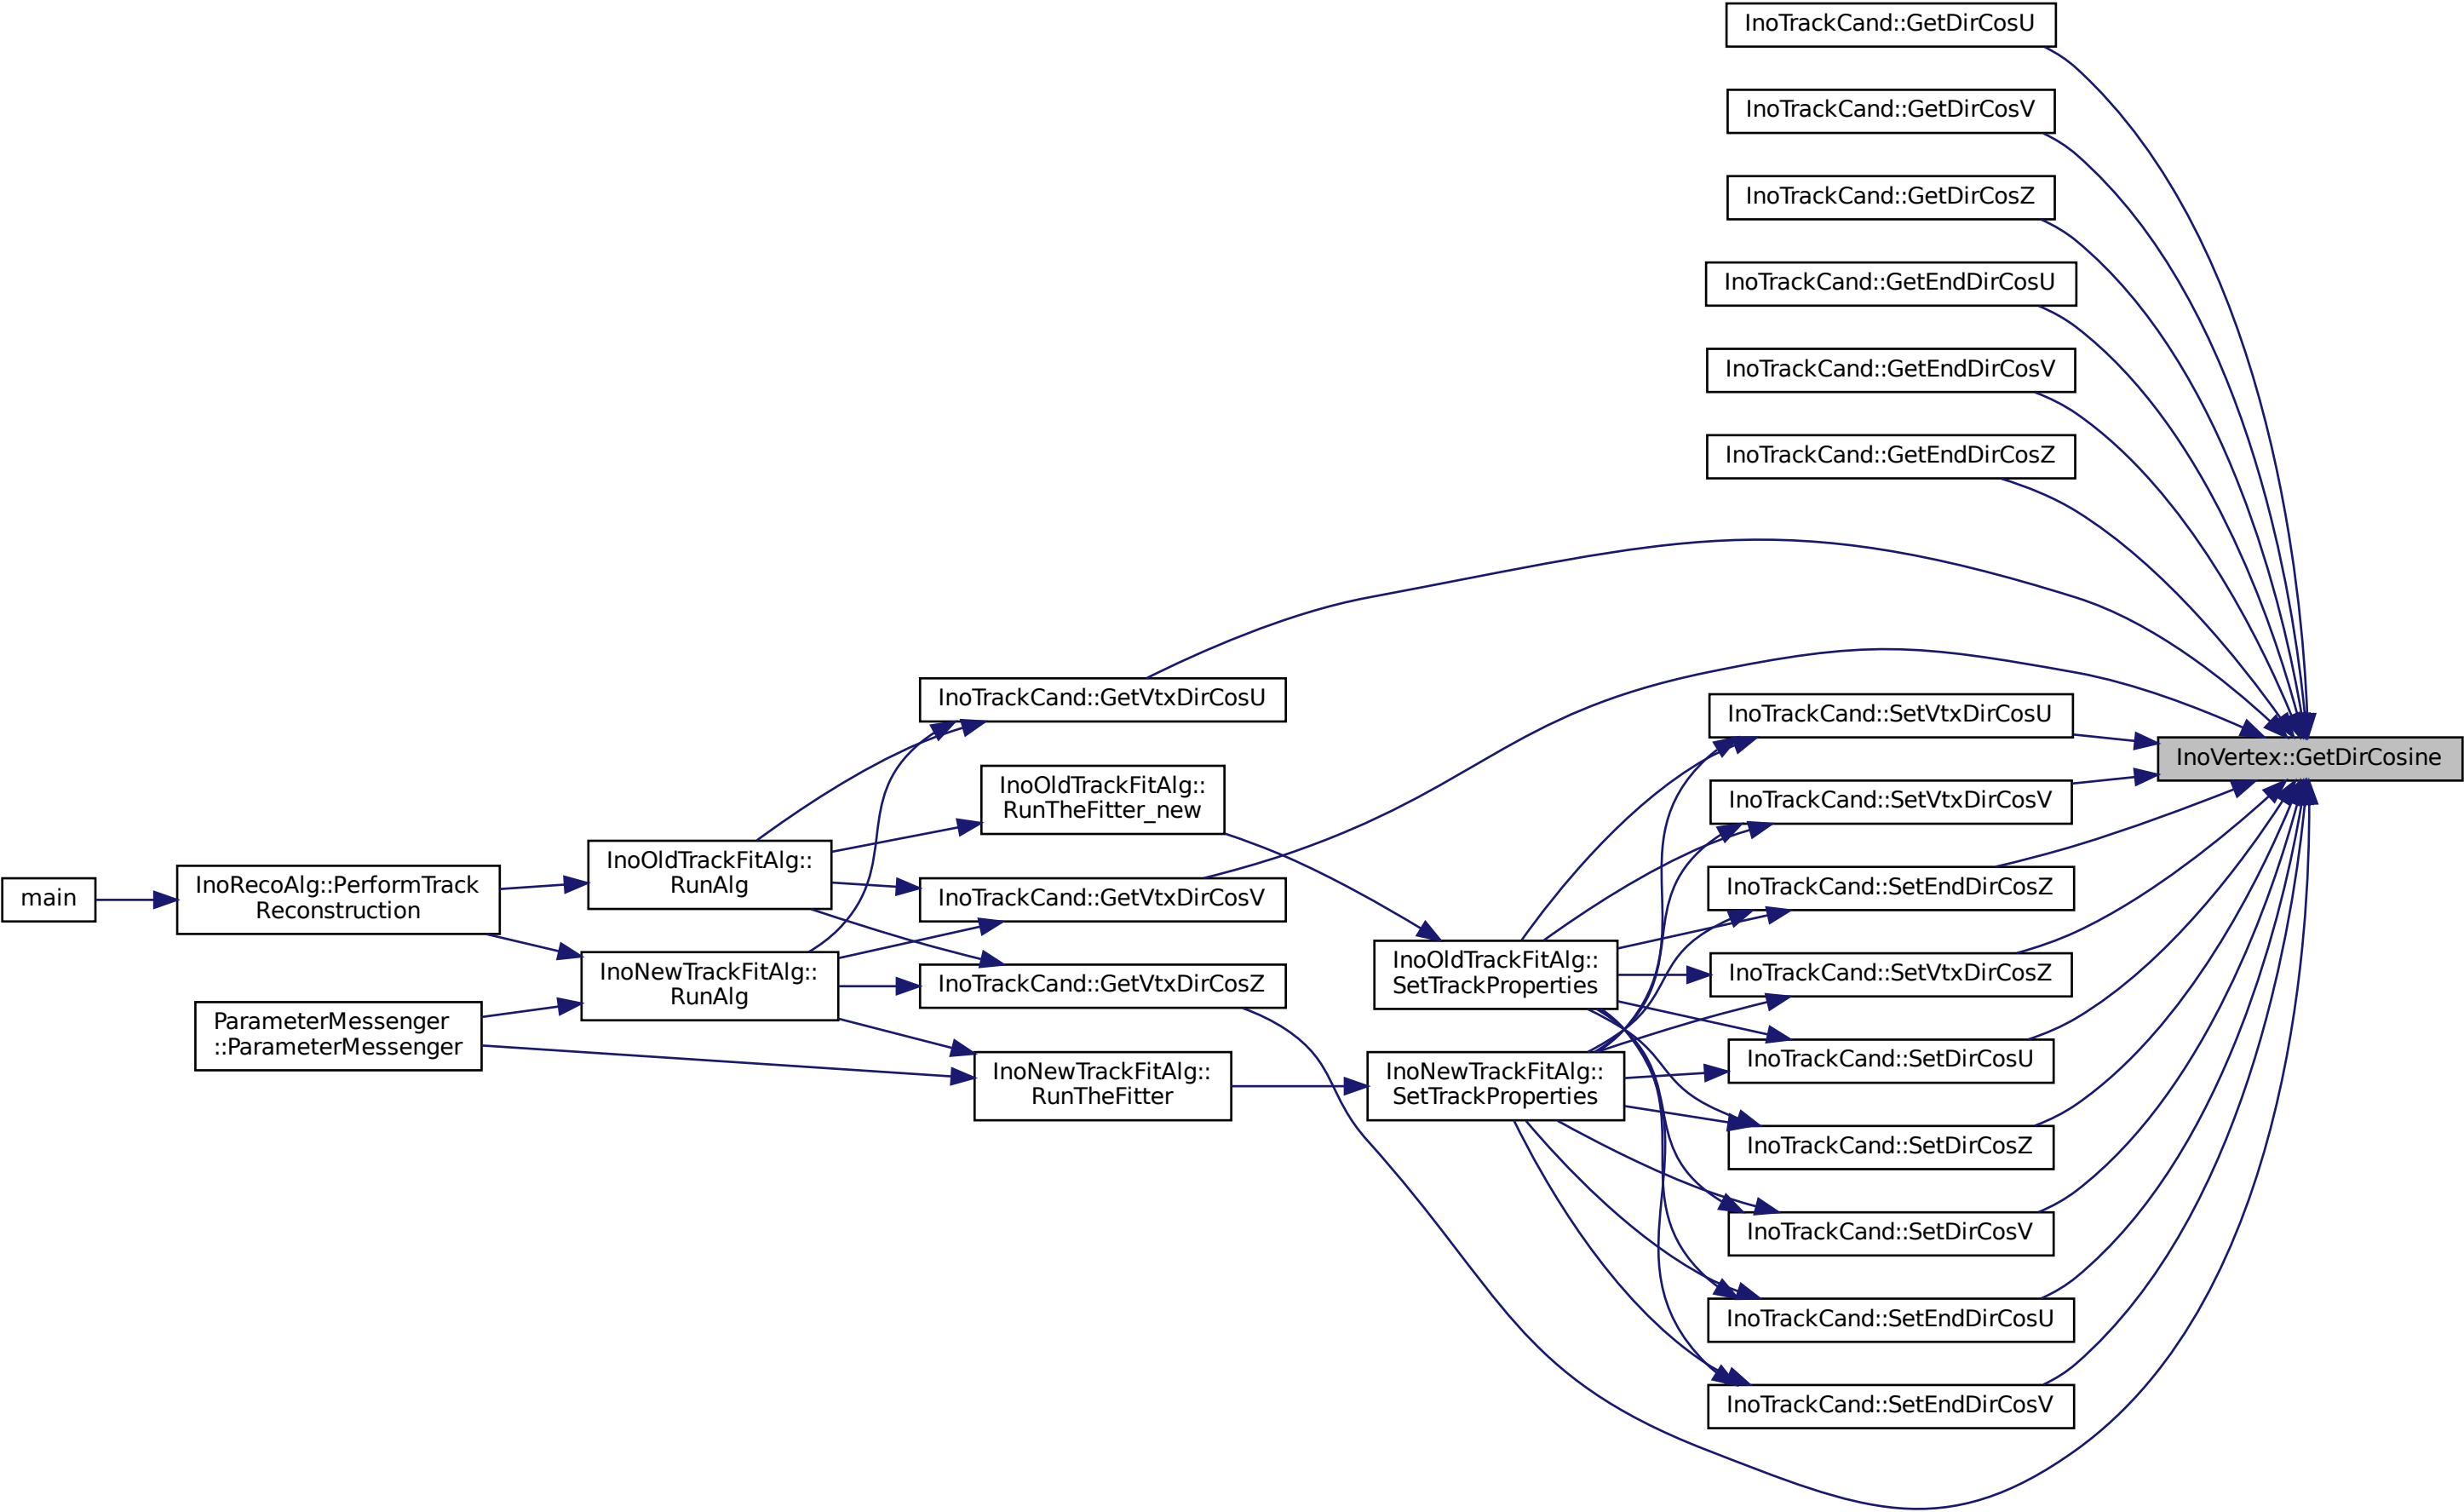 InoTrackCand::GetDirCosU
InoTrackCand::GetDirCosV
InoTrackCand::GetDirCosZ
InoTrackCand::GetEndDirCosU
InoTrackCand::GetEndDirCosV
InoTrackCand::GetEndDirCosZ
InoTrackCand::GetVtxDirCosU
InoTrackCand::SetVtxDirCosU
InoVertex::GetDirCosine
InoOldTrackFitAlg::
RunTheFitter_new
InoTrackCand::SetVtxDirCosV
InoOldTrackFitAlg::
RunAlg
InoTrackCand::SetEndDirCosZ
main
InoRecoAlg::PerformTrack
Reconstruction
InoTrackCand::GetVtxDirCosV
InoOldTrackFitAlg::
SetTrackProperties
InoTrackCand::SetVtxDirCosZ
InoNewTrackFitAlg::
RunAlg
InoTrackCand::GetVtxDirCosZ
ParameterMessenger
::ParameterMessenger
InoTrackCand::SetDirCosU
InoNewTrackFitAlg::
RunTheFitter
InoNewTrackFitAlg::
SetTrackProperties
InoTrackCand::SetDirCosZ
InoTrackCand::SetDirCosV
InoTrackCand::SetEndDirCosU
InoTrackCand::SetEndDirCosV